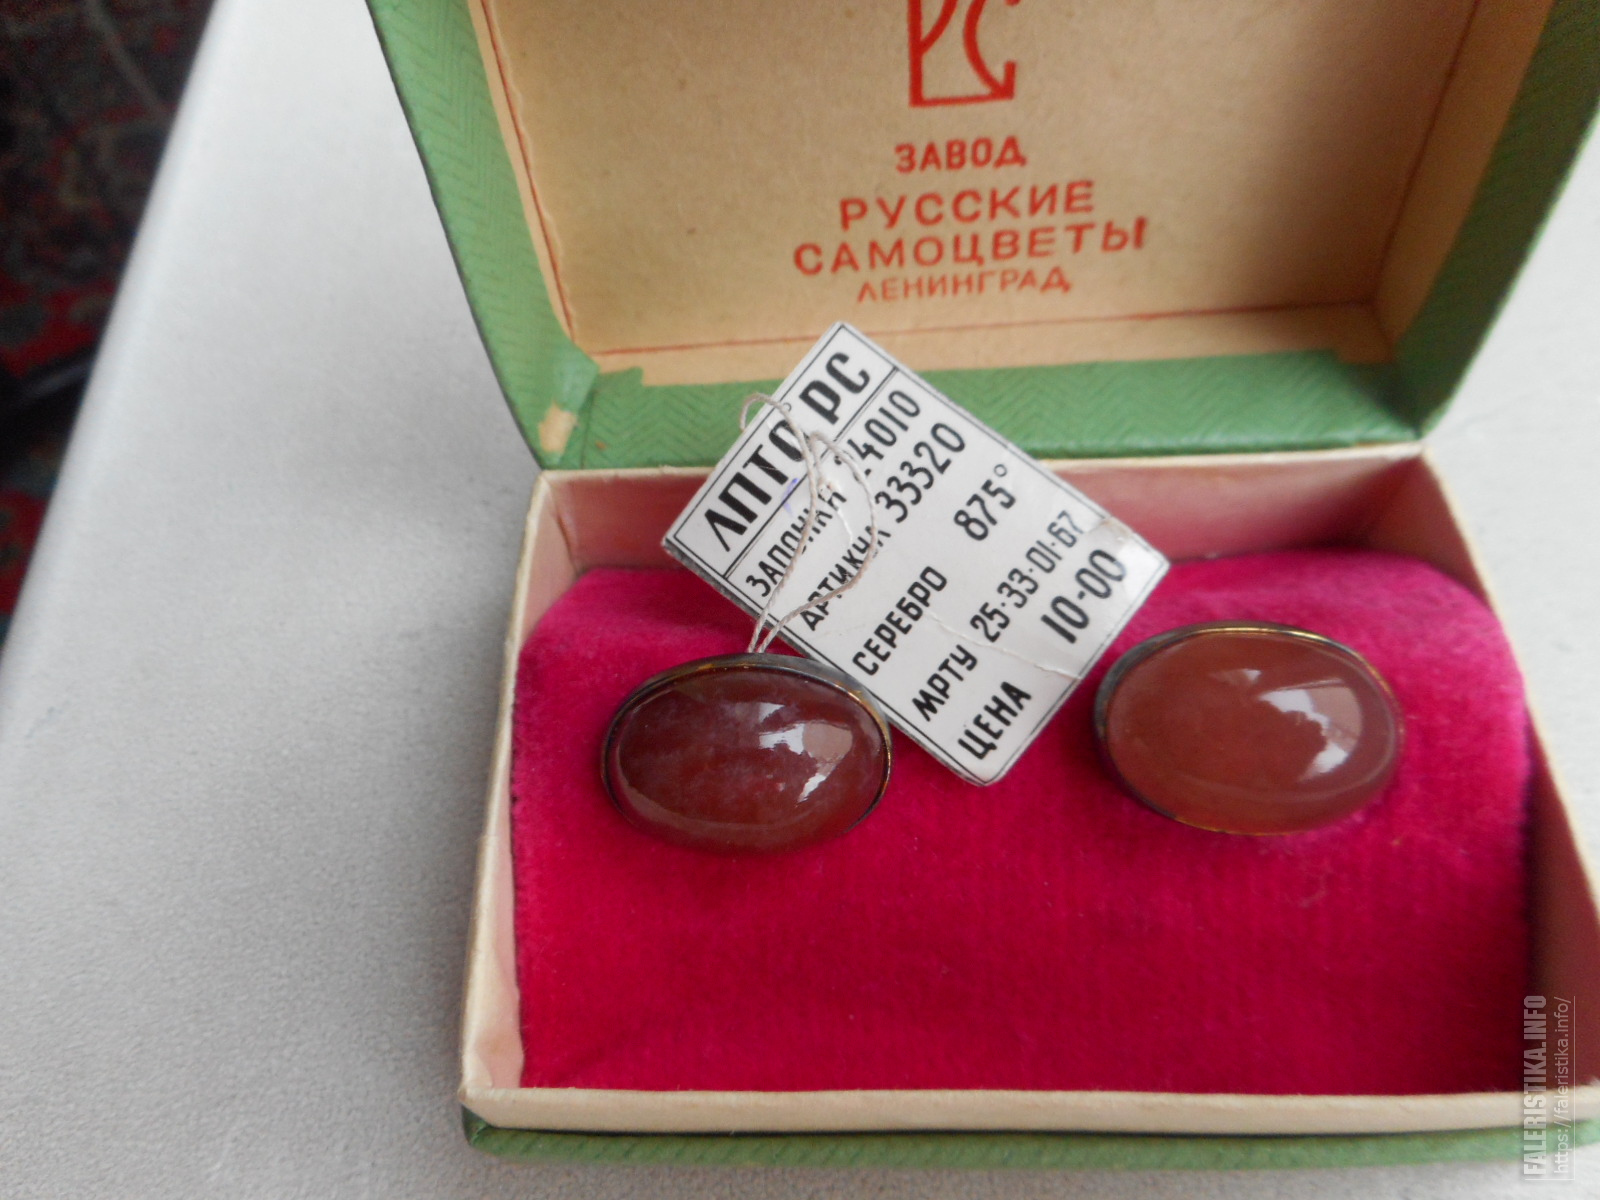 РС
ЗАВОД
РУССКИЕ
САМОЦВЕТЫ
ЛЕНИНГРАД
ЛПТО РС
ЗАПОНКИ 24010
АРТИКУЛ 33320
СЕРЕБРО 875°
МРТУ 25·33·01·67
ЦЕНА 10-00
FALERISTIKA.INFO
https://faleristika.info/